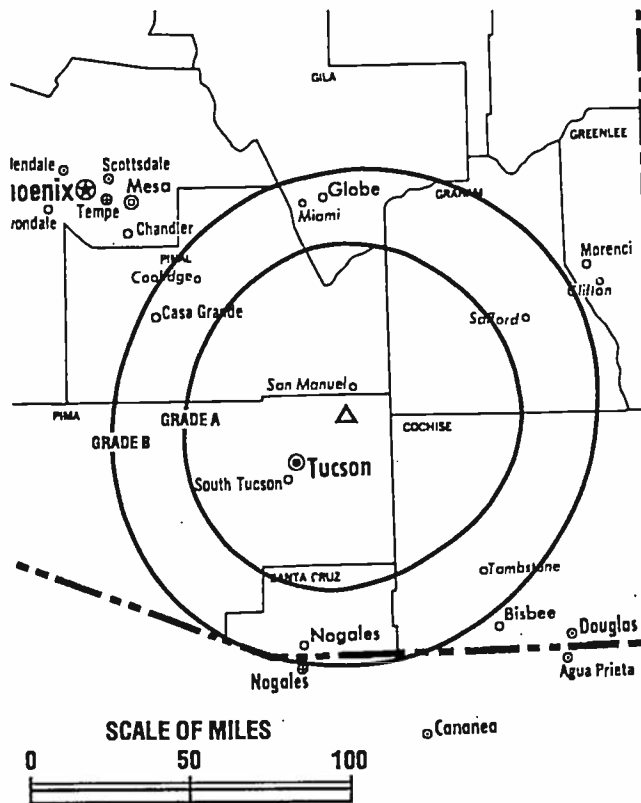 GILA
GREENLEE
lendale
Scottsdale
hoenix
Mesa
Tempe
vondale
Chandler
Globe
Miami
GRAHAM
PINAL
Coolidge
Casa Grande
Morenci
Clifton
Safford
San Manuel
PIMA
GRADE B
GRADE A
COCHISE
Tucson
South Tucson
SANTA CRUZ
Tombstone
Bisbee
Nogales
Douglas
Nogales
Agua Prieta
SCALE OF MILES
Cananea
0 50 100